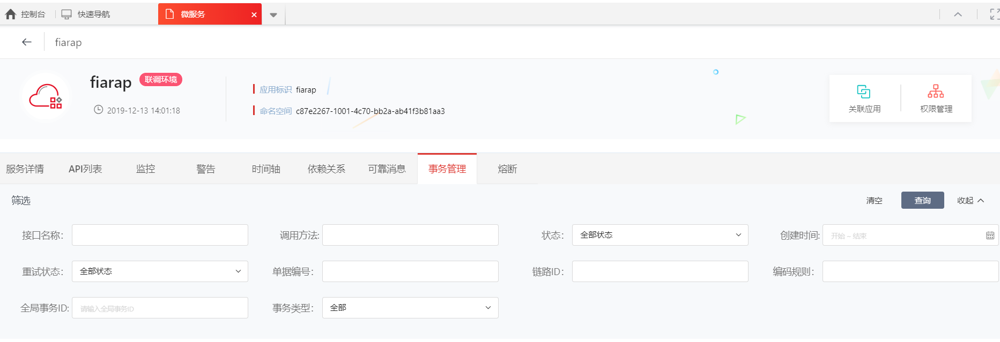 控制台 快速导航 微服务
fiarap
fiarap 联调环境
2019-12-13 14:01:18
应用标识 fiarap
命名空间 c87e2267-1001-4c70-bb2a-ab41f3b81aa3
关联应用 权限管理
服务详情 API列表 监控 警告 时间轴 依赖关系 可靠消息 事务管理 熔断
筛选 清空 查询 收起
接口名称: 调用方法: 状态: 全部状态 创建时间: 开始 ~ 结束
重试状态: 全部状态 单据编号: 链路ID: 编码规则:
全局事务ID: 请输入全局事务ID 事务类型: 全部